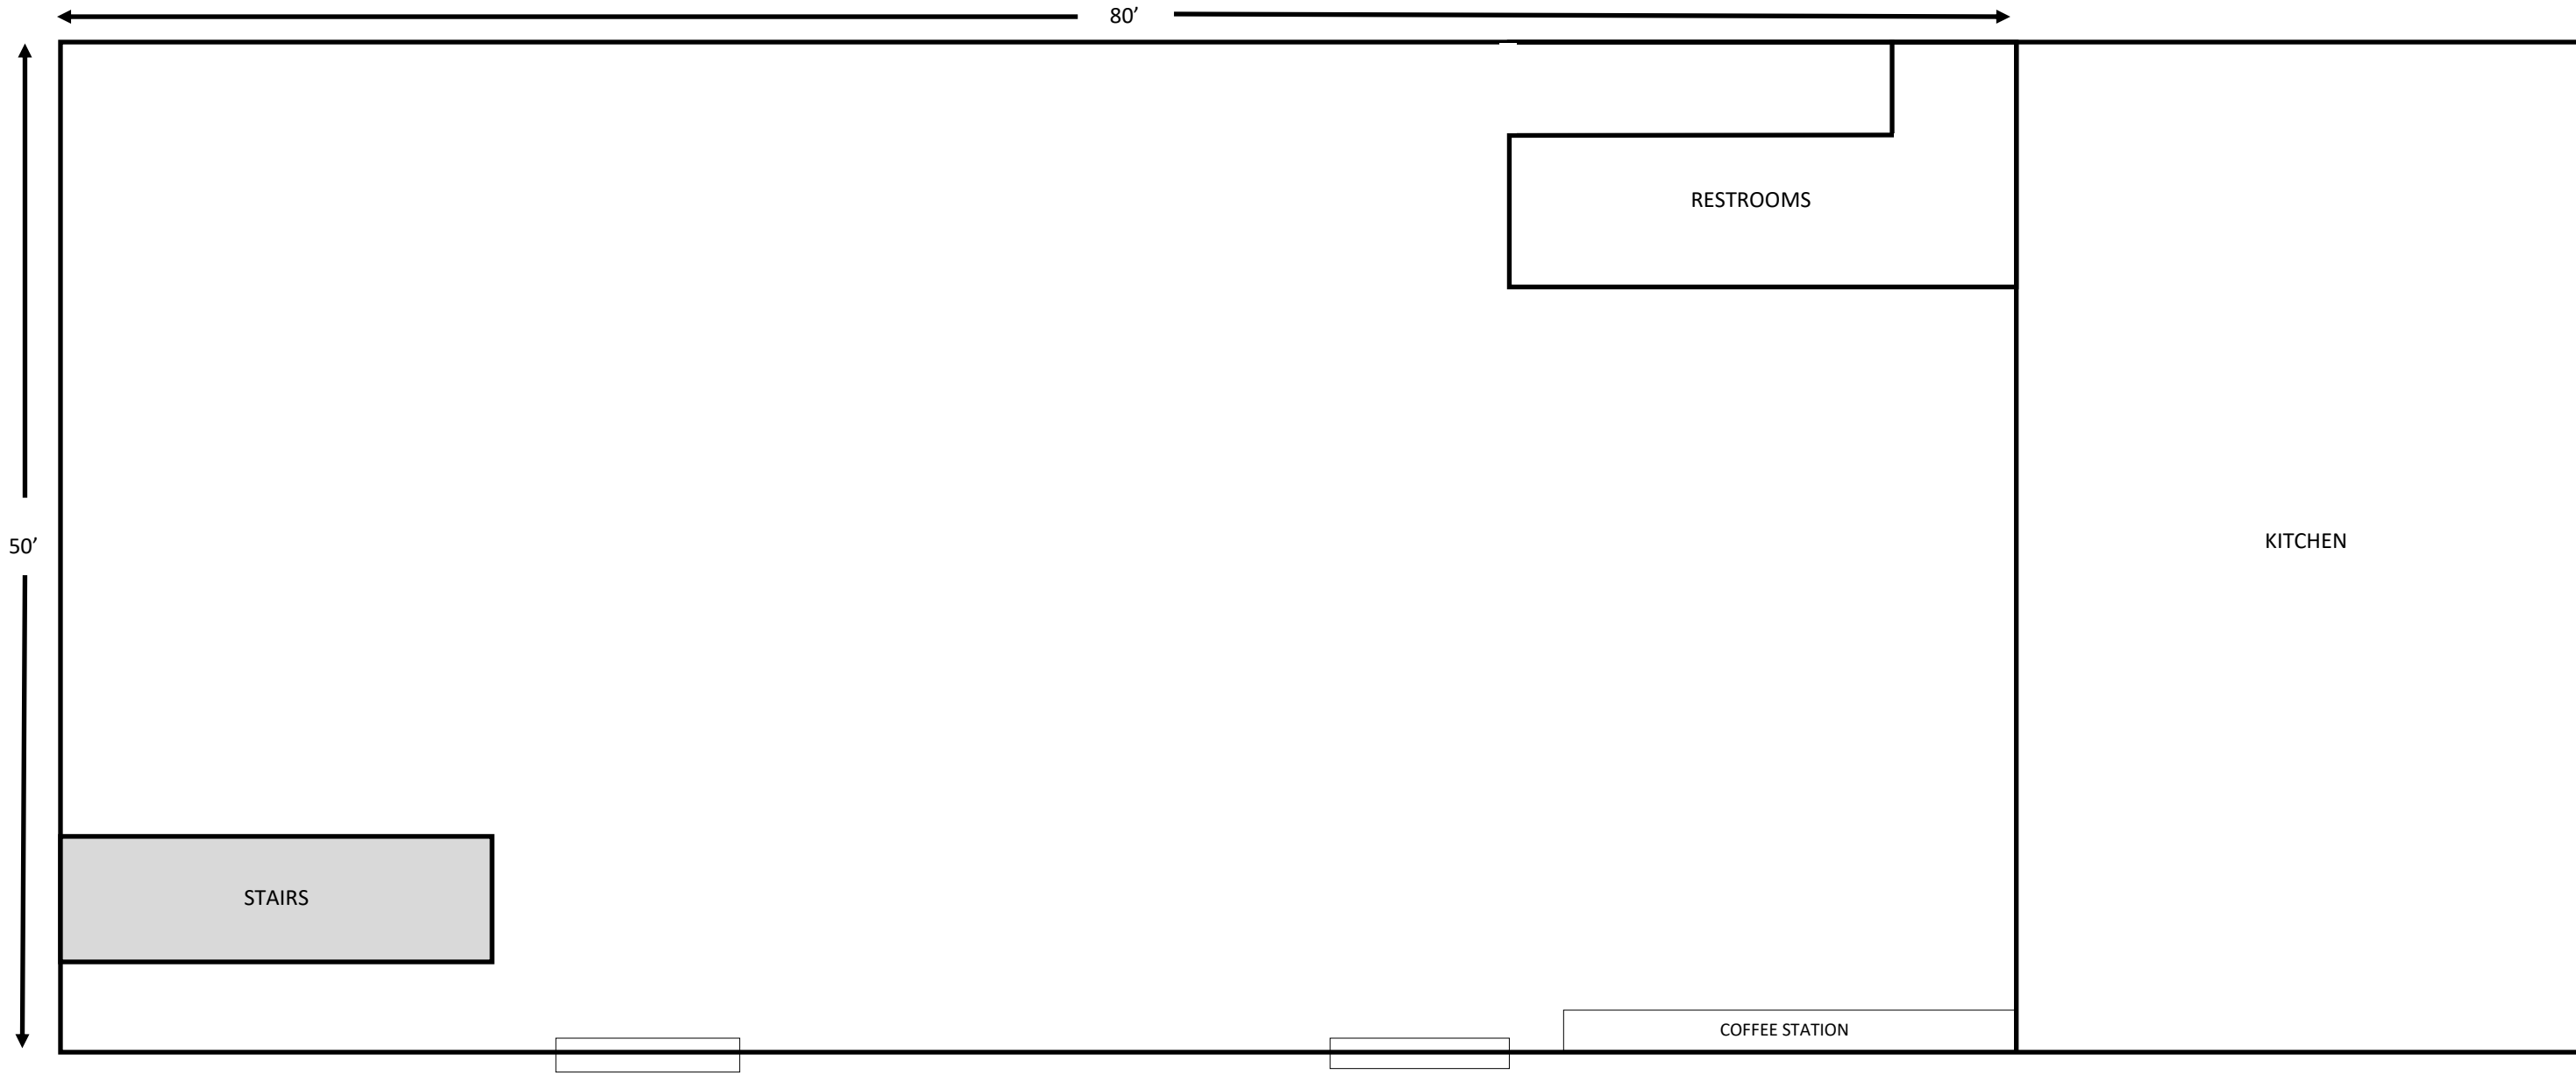 80’
RESTROOMS
50’
KITCHEN
STAIRS
COFFEE STATION